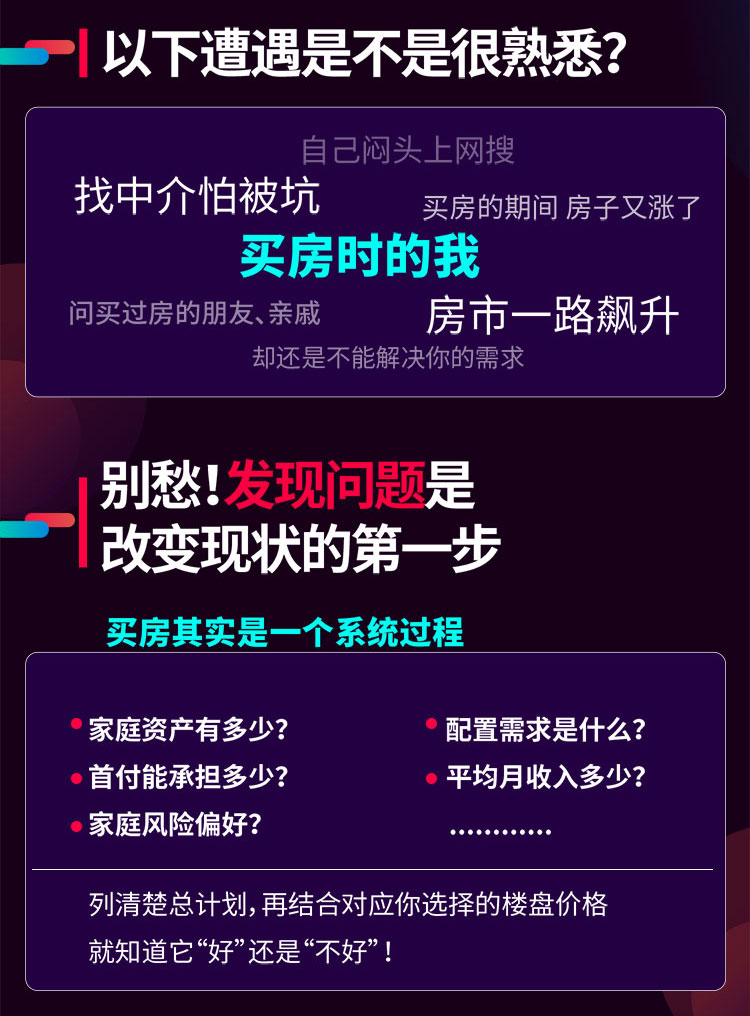 以下遭遇是不是很熟悉?
自己闷头上网搜
找中介怕被坑
买房的期间 房子又涨了
买房时的我
问买过房的朋友、亲戚
房市一路飙升
却还是不能解决你的需求
别愁!发现问题是
改变现状的第一步
买房其实是一个系统过程
家庭资产有多少?
配置需求是什么?
首付能承担多少?
平均月收入多少?
家庭风险偏好?
............
列清楚总计划,再结合对应你选择的楼盘价格
就知道它“好”还是“不好”!